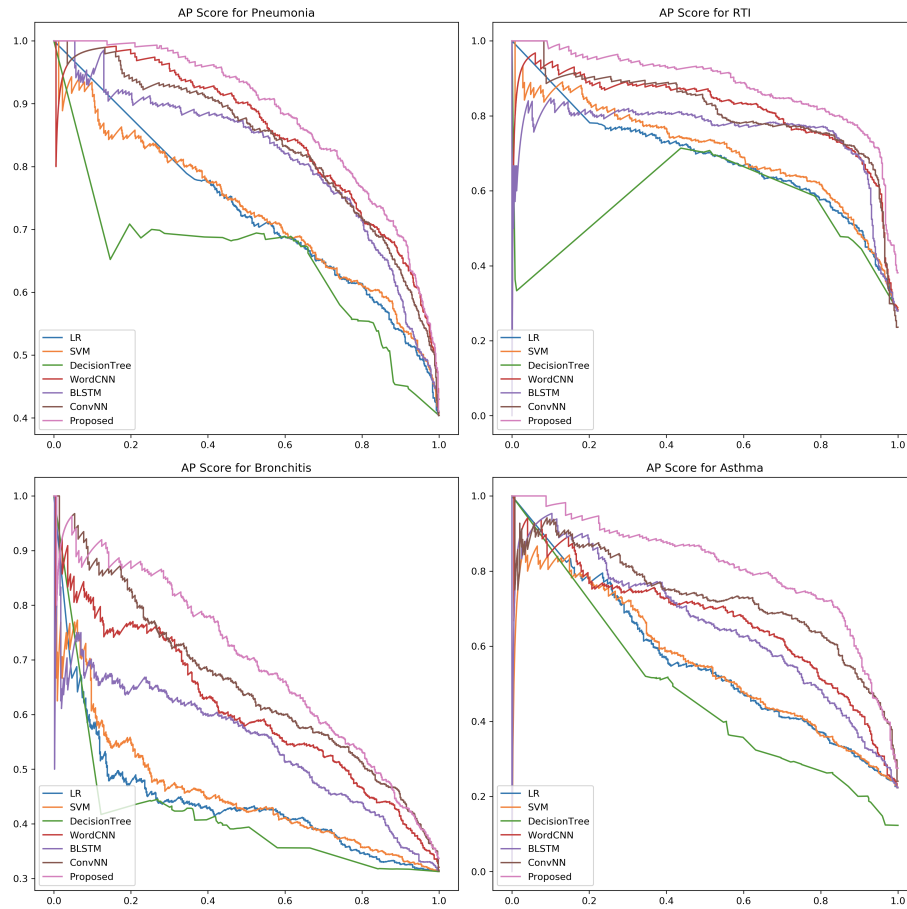 AP Score for Pneumonia
1.0
0.9
0.8
0.7
0.6
0.5
0.4
LR
SVM
DecisionTree
WordCNN
BLSTM
ConvNN
Proposed
0.0 0.2 0.4 0.6 0.8 1.0
AP Score for RTI
1.0
0.8
0.6
0.4
0.2
0.0
LR
SVM
DecisionTree
WordCNN
BLSTM
ConvNN
Proposed
0.0 0.2 0.4 0.6 0.8 1.0
AP Score for Bronchitis
1.0
0.9
0.8
0.7
0.6
0.5
0.4
0.3
LR
SVM
DecisionTree
WordCNN
BLSTM
ConvNN
Proposed
0.0 0.2 0.4 0.6 0.8 1.0
AP Score for Asthma
1.0
0.8
0.6
0.4
0.2
0.0
LR
SVM
DecisionTree
WordCNN
BLSTM
ConvNN
Proposed
0.0 0.2 0.4 0.6 0.8 1.0